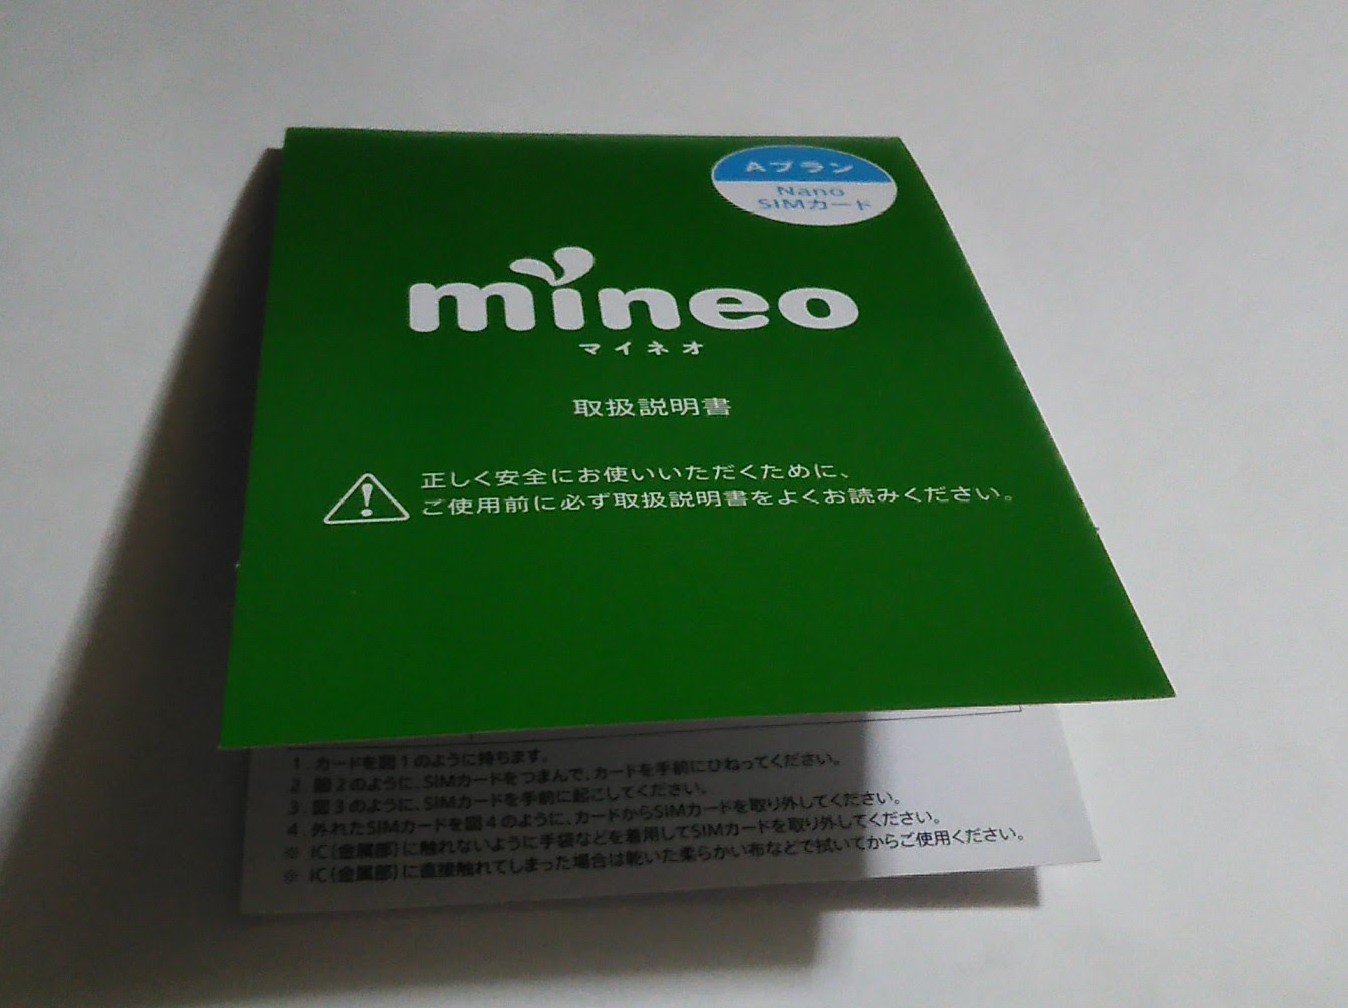 Aプラン
Nano
SIMカード
mineo
マイネオ
取扱説明書
正しく安全にお使いいただくために、
ご使用前に必ず取扱説明書をよくお読みください。
1. カードを図1のように持ちます。
2. 図2のように、SIMカードをつまんで、カードを手前にひねってください。
3. 図3のように、SIMカードを手前に起こしてください。
4. 外れたSIMカードを図4のように、カードからSIMカードを取り外してください。
※ IC(金属部)に触れないように手袋などを着用してSIMカードを取り外してください。
※ IC(金属部)に直接触れてしまった場合は乾いた柔らかい布などで拭いてからご使用ください。